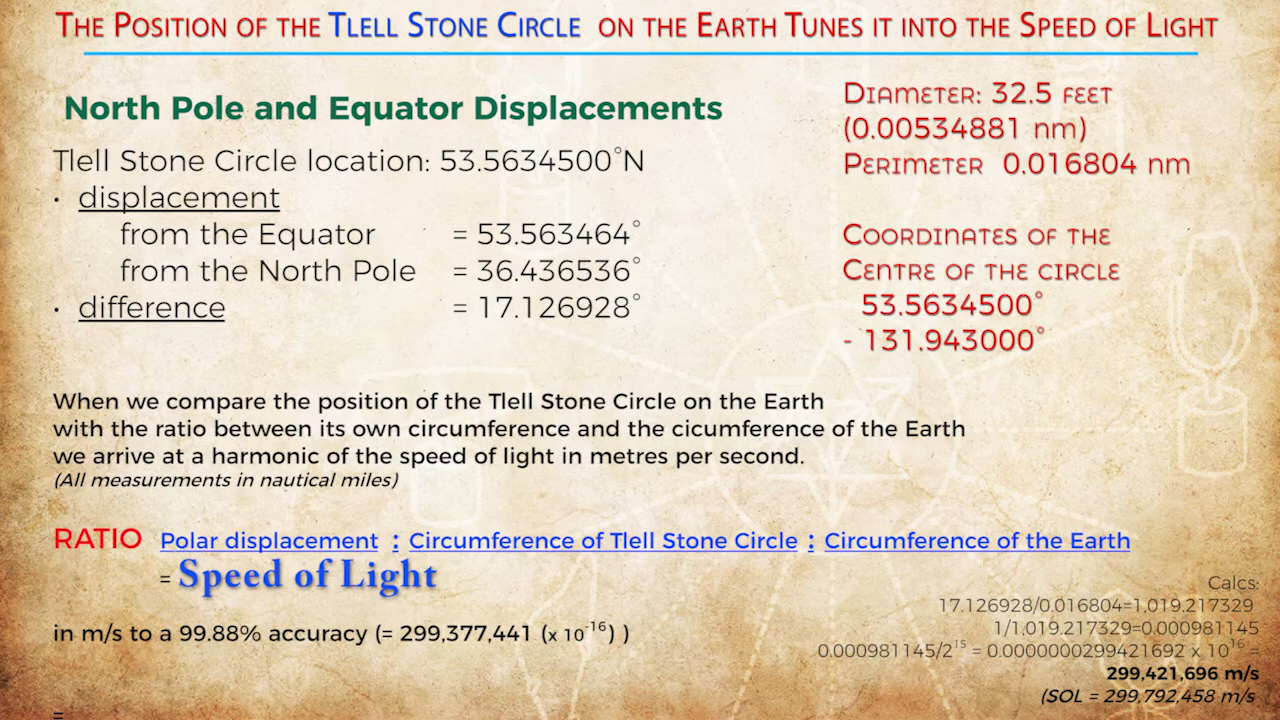 The Position of the Tlell Stone Circle on the Earth Tunes it into the Speed of Light
North Pole and Equator Displacements
Tlell Stone Circle location: 53.5634500°N
· displacement
from the Equator = 53.563464°
from the North Pole = 36.436536°
· difference = 17.126928°
Diameter: 32.5 feet
(0.00534881 nm)
Perimeter 0.016804 nm
Coordinates of the
Centre of the circle
53.5634500°
- 131.943000°
When we compare the position of the Tlell Stone Circle on the Earth
with the ratio between its own circumference and the cicumference of the Earth
we arrive at a harmonic of the speed of light in metres per second.
(All measurements in nautical miles)
RATIO Polar displacement : Circumference of Tlell Stone Circle : Circumference of the Earth
= Speed of Light
in m/s to a 99.88% accuracy (= 299,377,441 (x 10⁻¹⁶) )
Calcs:
17.126928/0.016804=1,019.217329
1/1,019.217329=0.000981145
0.000981145/2¹⁵ = 0.0000000299421692 x 10¹⁶ =
299,421,696 m/s
(SOL = 299,792,458 m/s
=